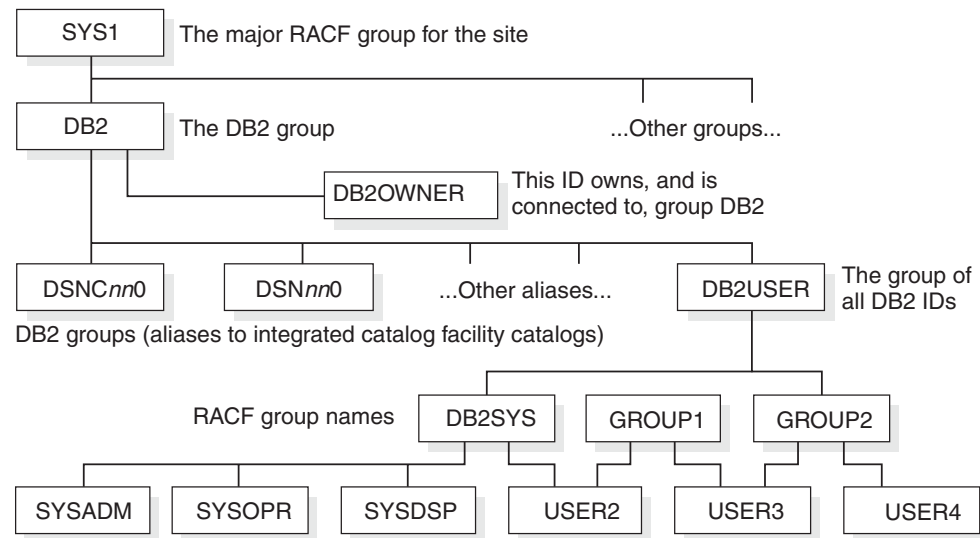 SYS1
The major RACF group for the site
DB2
The DB2 group
...Other groups...
DB2OWNER
This ID owns, and is
connected to, group DB2
DSNCnn0
DSNnn0
...Other aliases...
DB2USER
The group of
all DB2 IDs
DB2 groups (aliases to integrated catalog facility catalogs)
RACF group names
DB2SYS
GROUP1
GROUP2
SYSADM
SYSOPR
SYSDSP
USER2
USER3
USER4